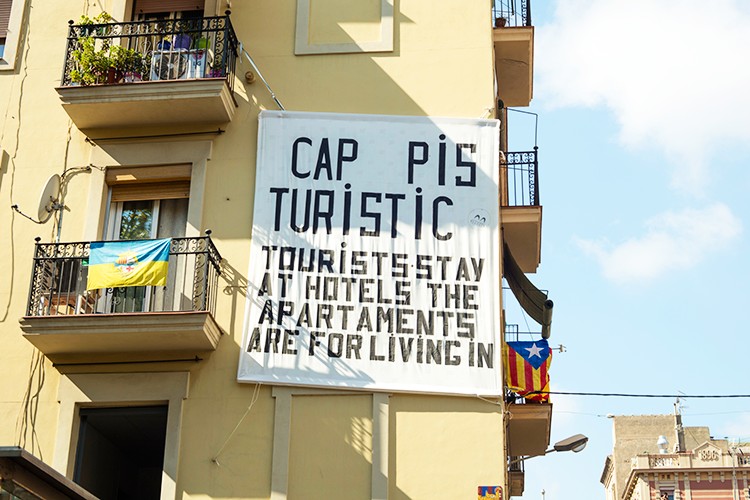 CAP PiS
TURiSTiC
TOURiSTS·STAY
AT HOTELS THE
APARTAMENTS
ARE FOR LIVING IN